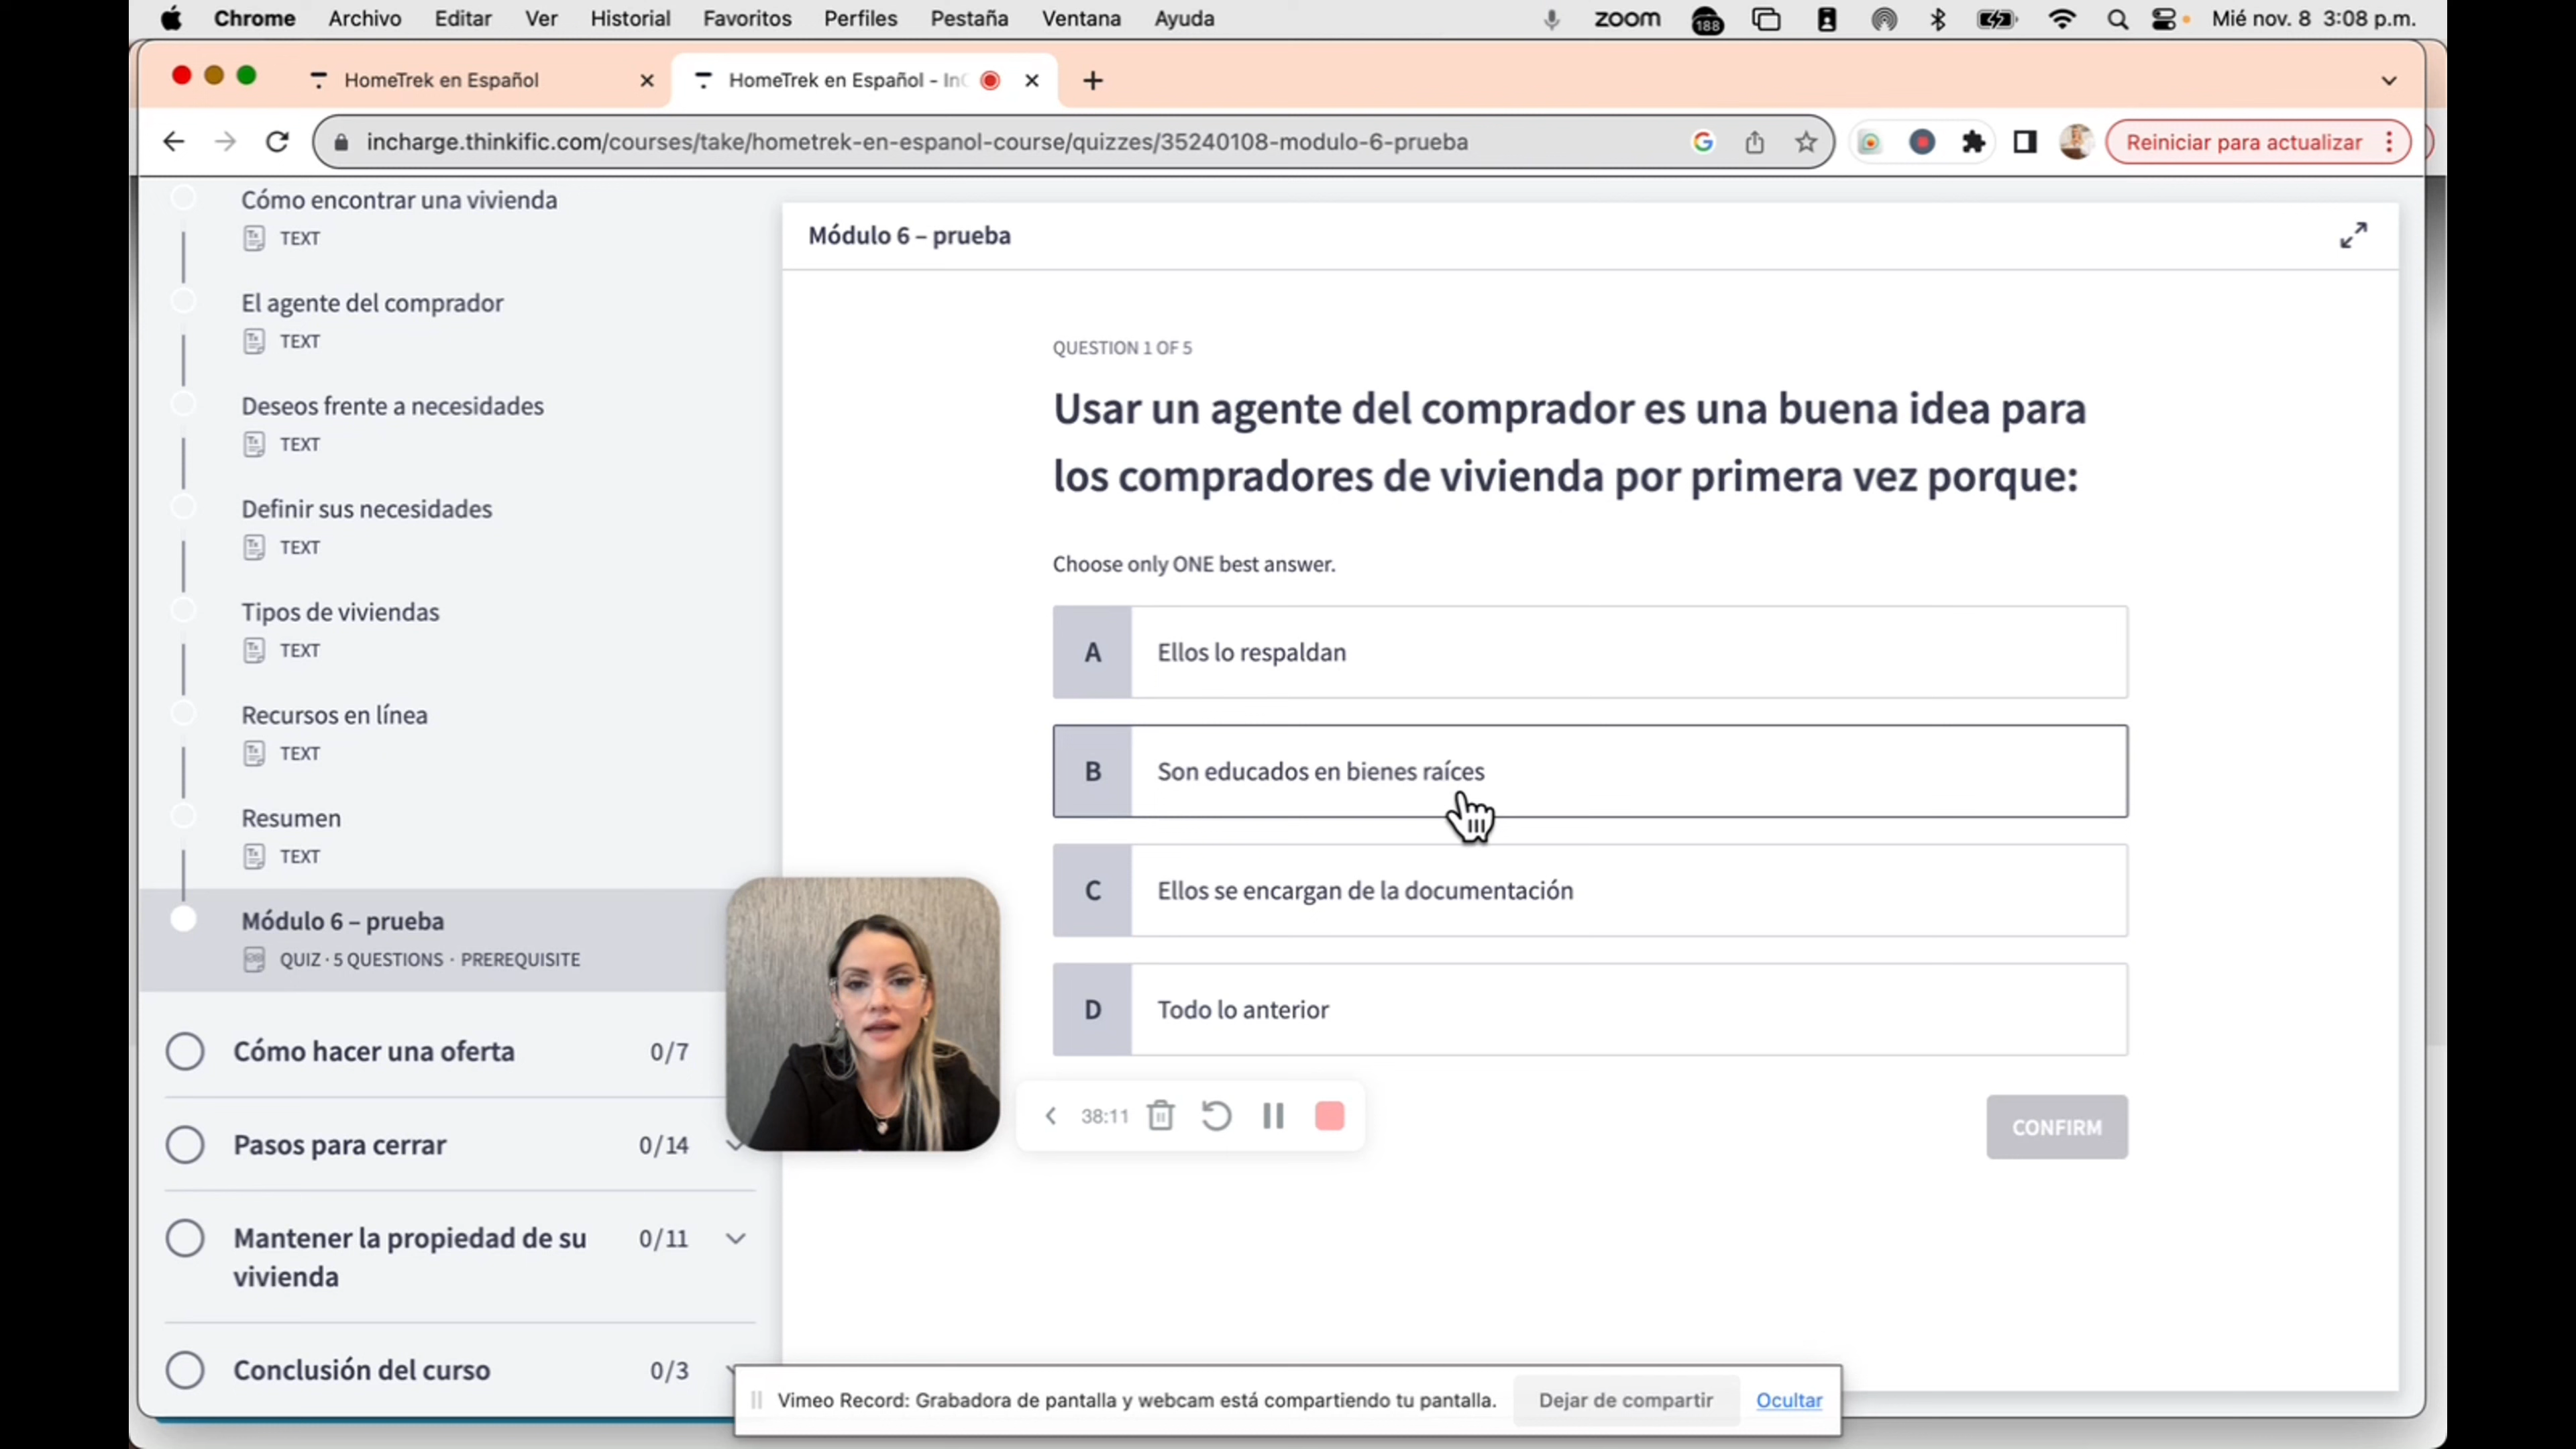 Chrome Archivo Editar Ver Historial Favoritos Perfiles Pestaña Ventana Ayuda zoom 188 Mié nov. 8 3:08 p.m.
HomeTrek en Español HomeTrek en Español - In
incharge.thinkific.com/courses/take/hometrek-en-espanol-course/quizzes/35240108-modulo-6-prueba Reiniciar para actualizar
Cómo encontrar una vivienda
TEXT
El agente del comprador
TEXT
Deseos frente a necesidades
TEXT
Definir sus necesidades
TEXT
Tipos de viviendas
TEXT
Recursos en línea
TEXT
Resumen
TEXT
Módulo 6 – prueba
QUIZ · 5 QUESTIONS · PREREQUISITE
Cómo hacer una oferta 0/7
Pasos para cerrar 0/14
Mantener la propiedad de su 0/11
vivienda
Conclusión del curso 0/3
Módulo 6 – prueba
QUESTION 1 OF 5
Usar un agente del comprador es una buena idea para
los compradores de vivienda por primera vez porque:
Choose only ONE best answer.
A Ellos lo respaldan
B Son educados en bienes raíces
C Ellos se encargan de la documentación
D Todo lo anterior
38:11
CONFIRM
Vimeo Record: Grabadora de pantalla y webcam está compartiendo tu pantalla. Dejar de compartir Ocultar